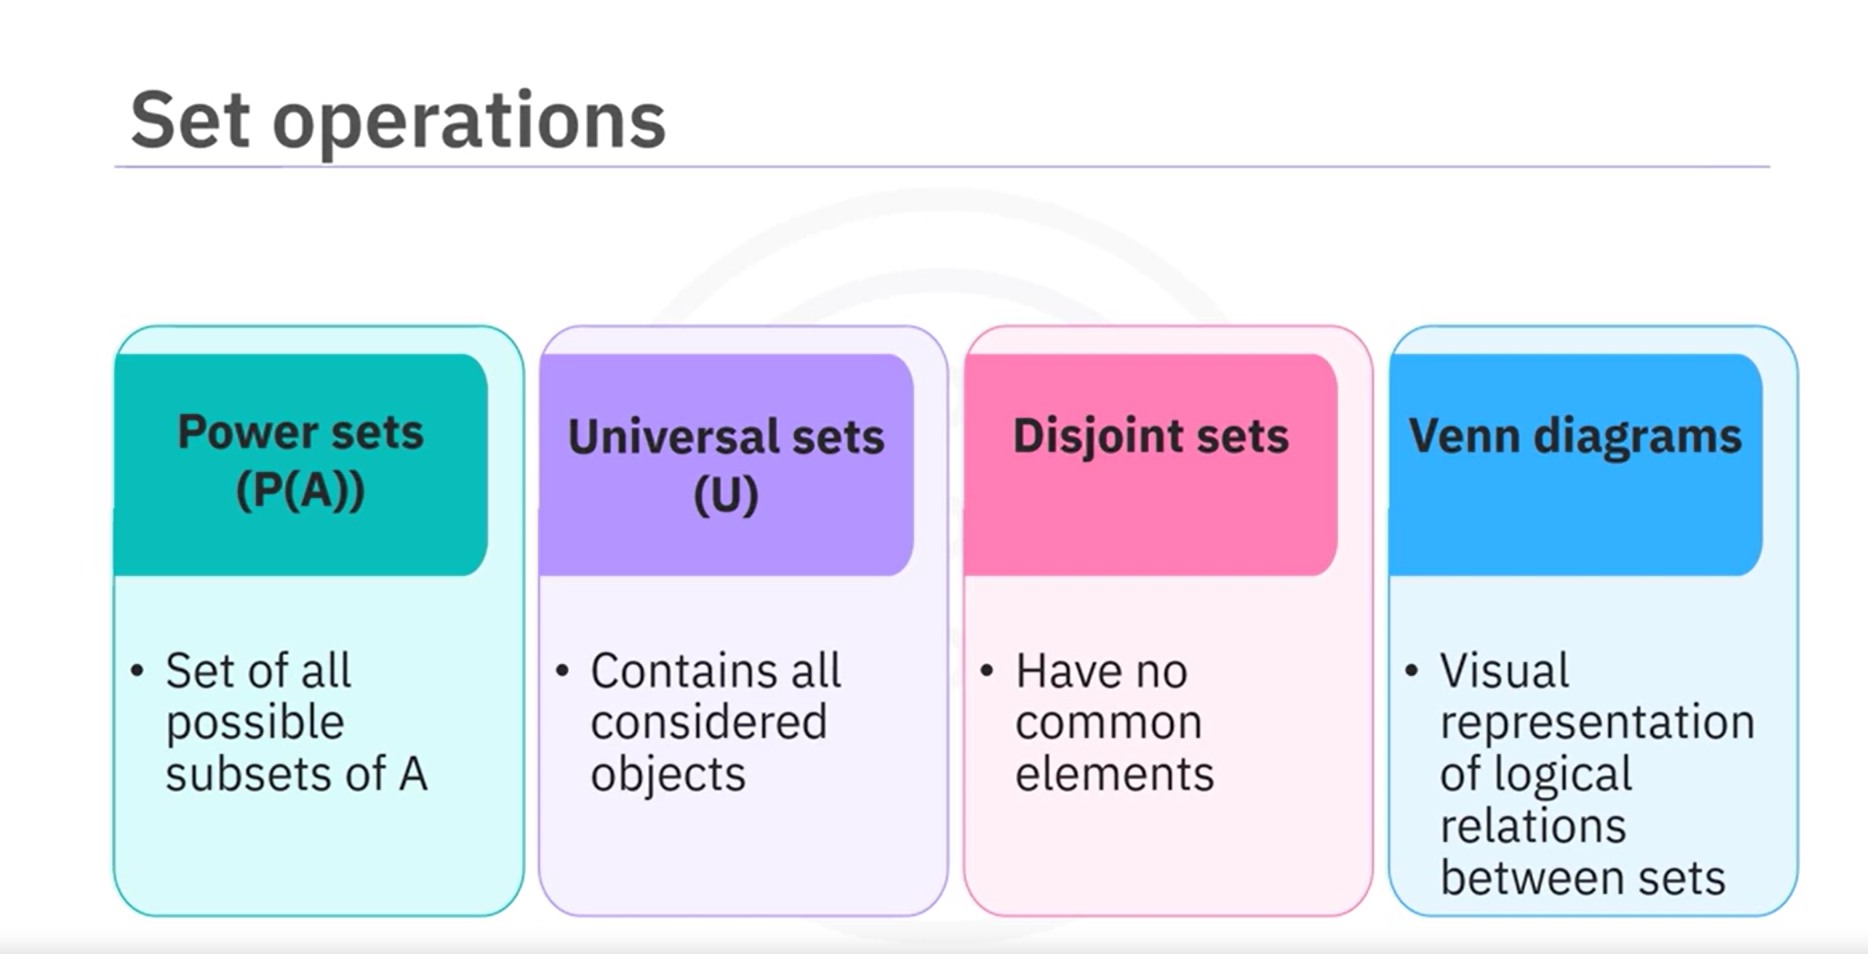 Set operations
Power sets
(P(A))
• Set of all
possible
subsets of A
Universal sets
(U)
• Contains all
considered
objects
Disjoint sets
• Have no
common
elements
Venn diagrams
• Visual
representation
of logical
relations
between sets